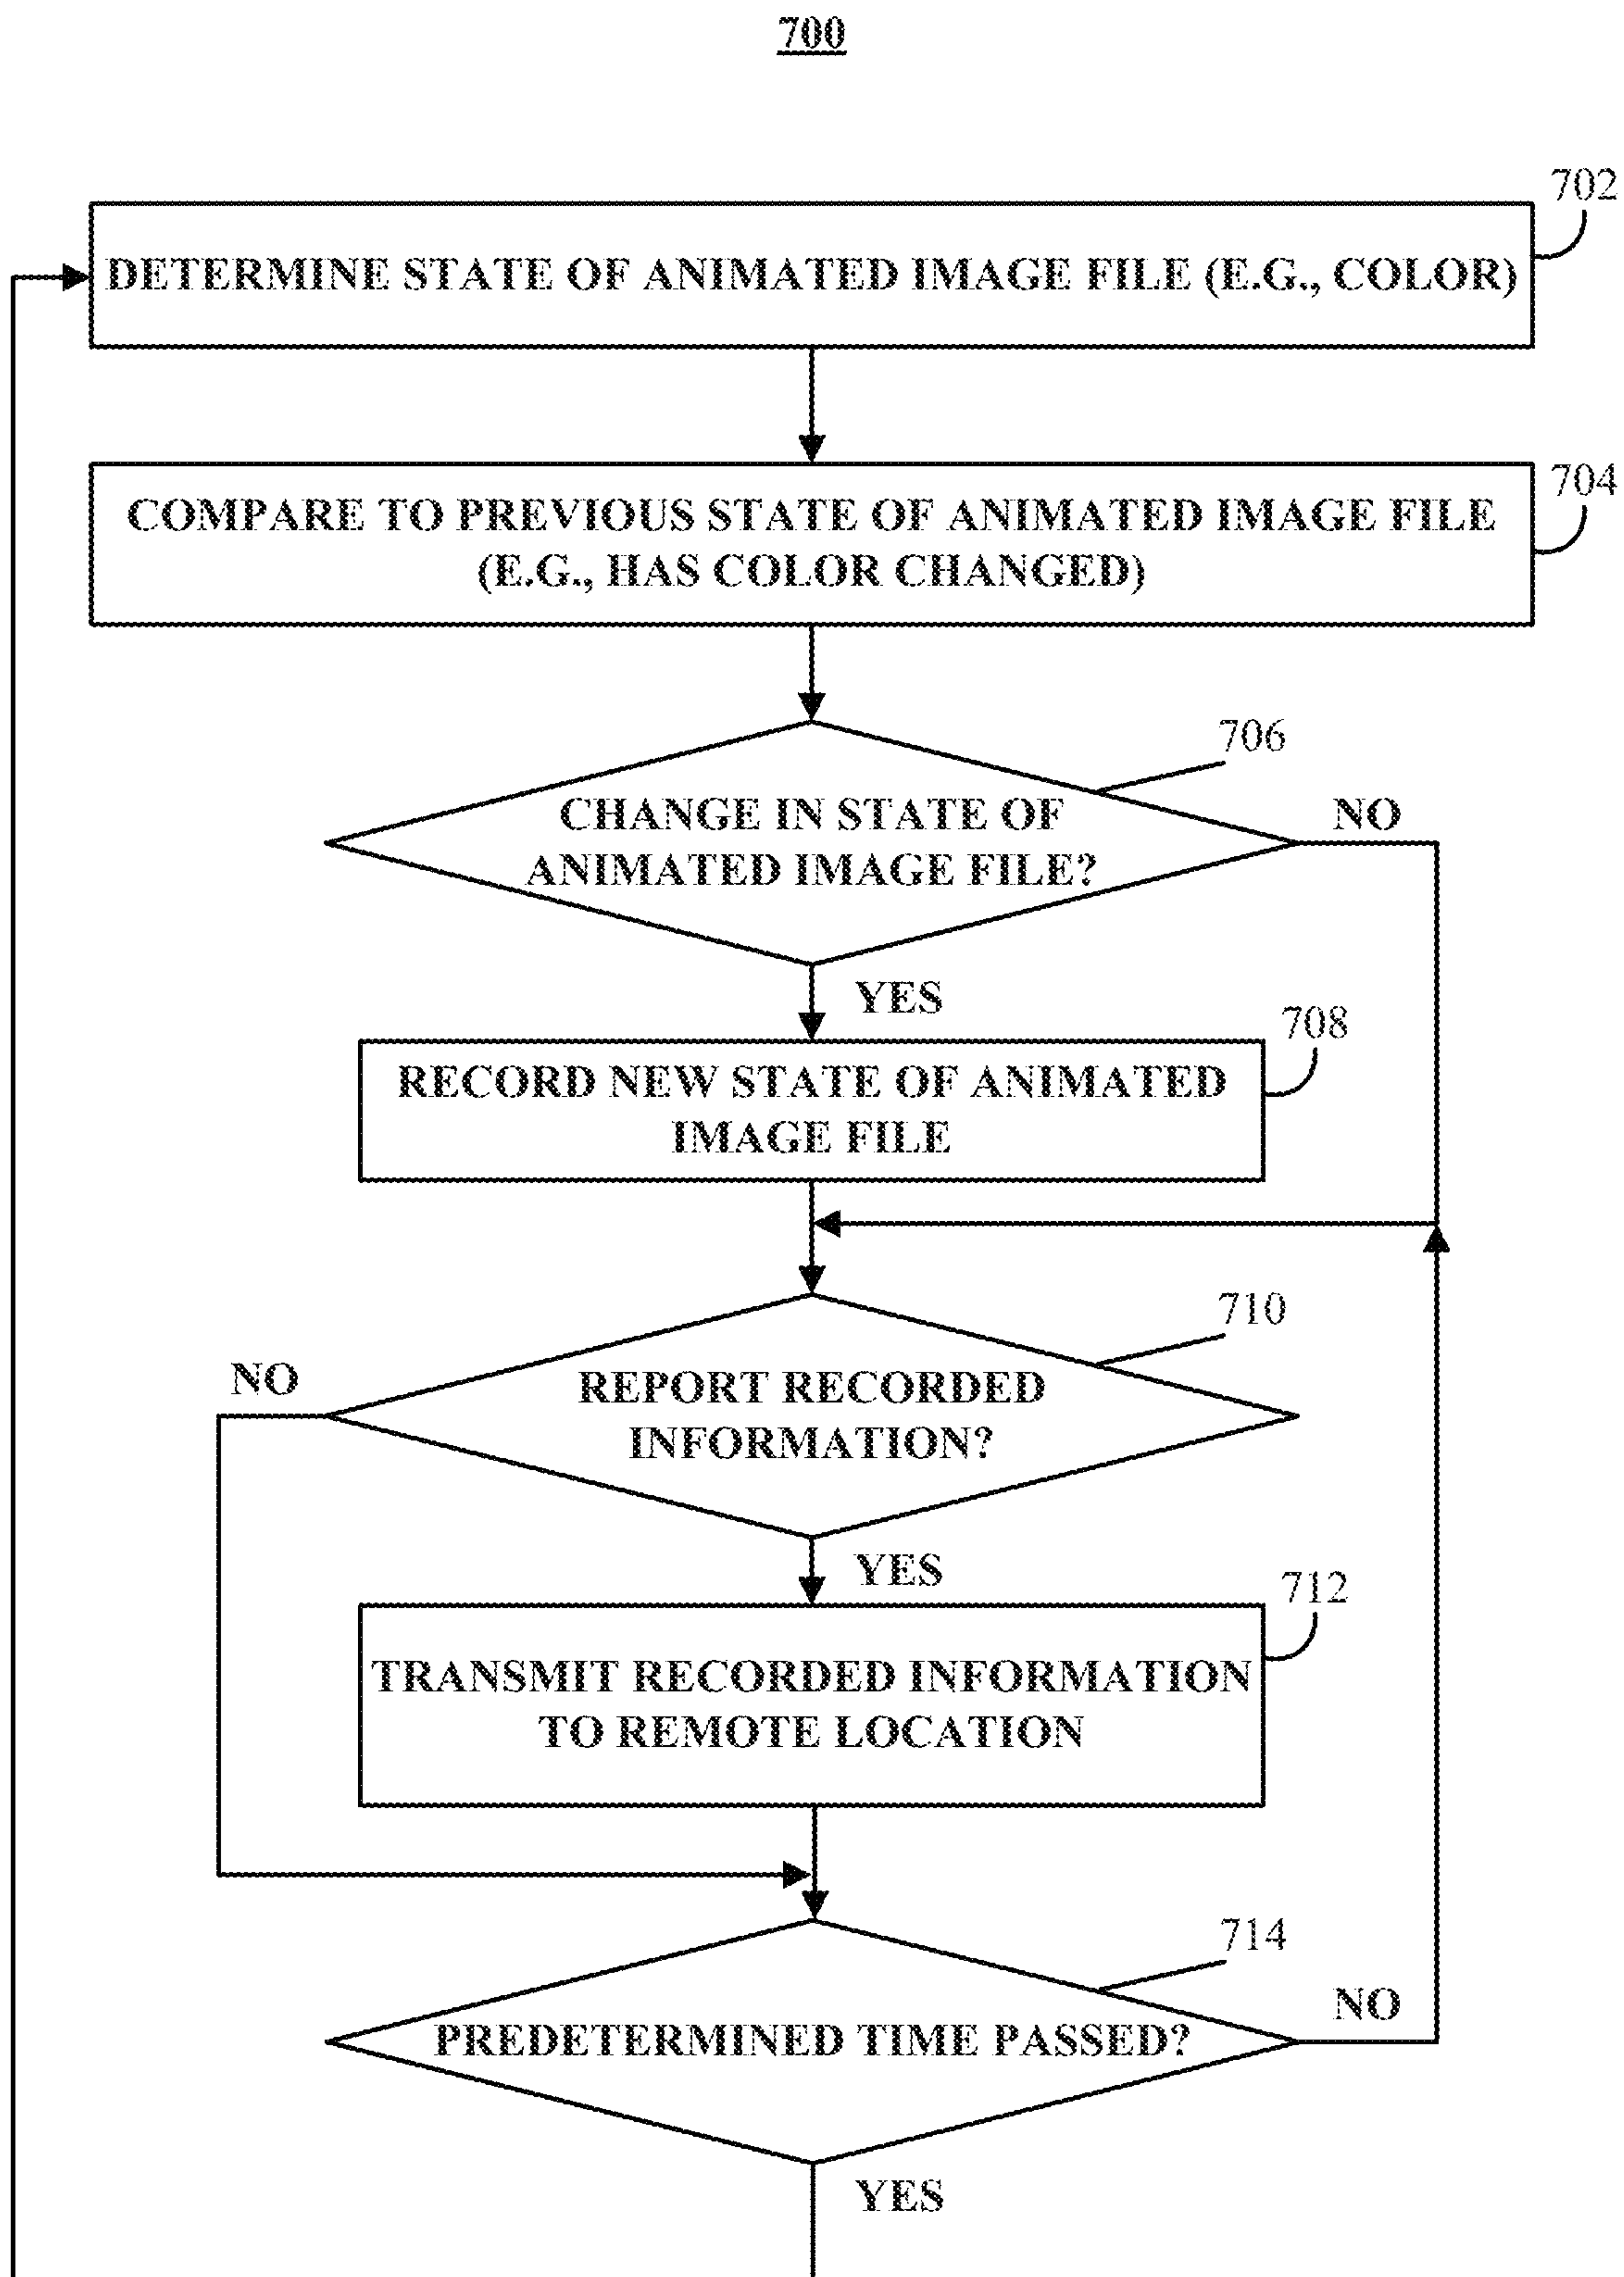 700
702
DETERMINE STATE OF ANIMATED IMAGE FILE (E.G., COLOR)
704
COMPARE TO PREVIOUS STATE OF ANIMATED IMAGE FILE
(E.G., HAS COLOR CHANGED)
706
CHANGE IN STATE OF
ANIMATED IMAGE FILE?
NO
YES
708
RECORD NEW STATE OF ANIMATED
IMAGE FILE
710
NO
REPORT RECORDED
INFORMATION?
YES
712
TRANSMIT RECORDED INFORMATION
TO REMOTE LOCATION
714
NO
PREDETERMINED TIME PASSED?
YES